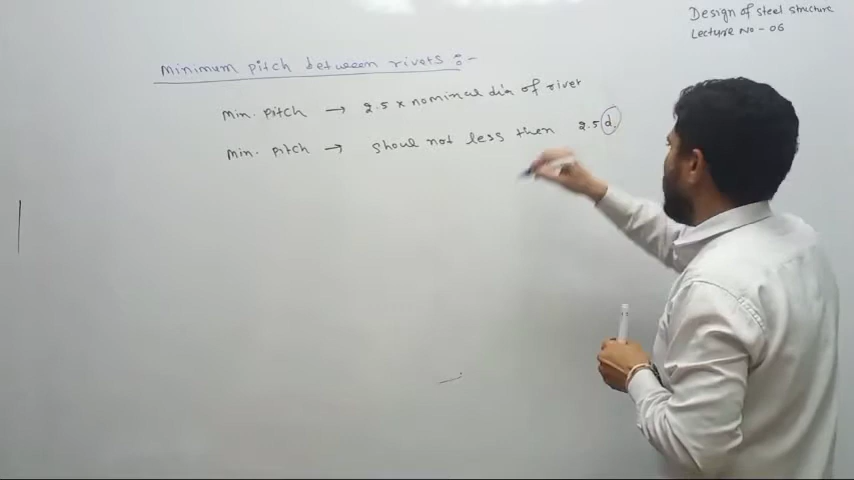 Design of steel structure
Lecture No - 06
Minimum pitch between rivets :-
Min. pitch → 2.5 x nominal dia of rivet
Min. pitch → shoul not less then 2.5 d.